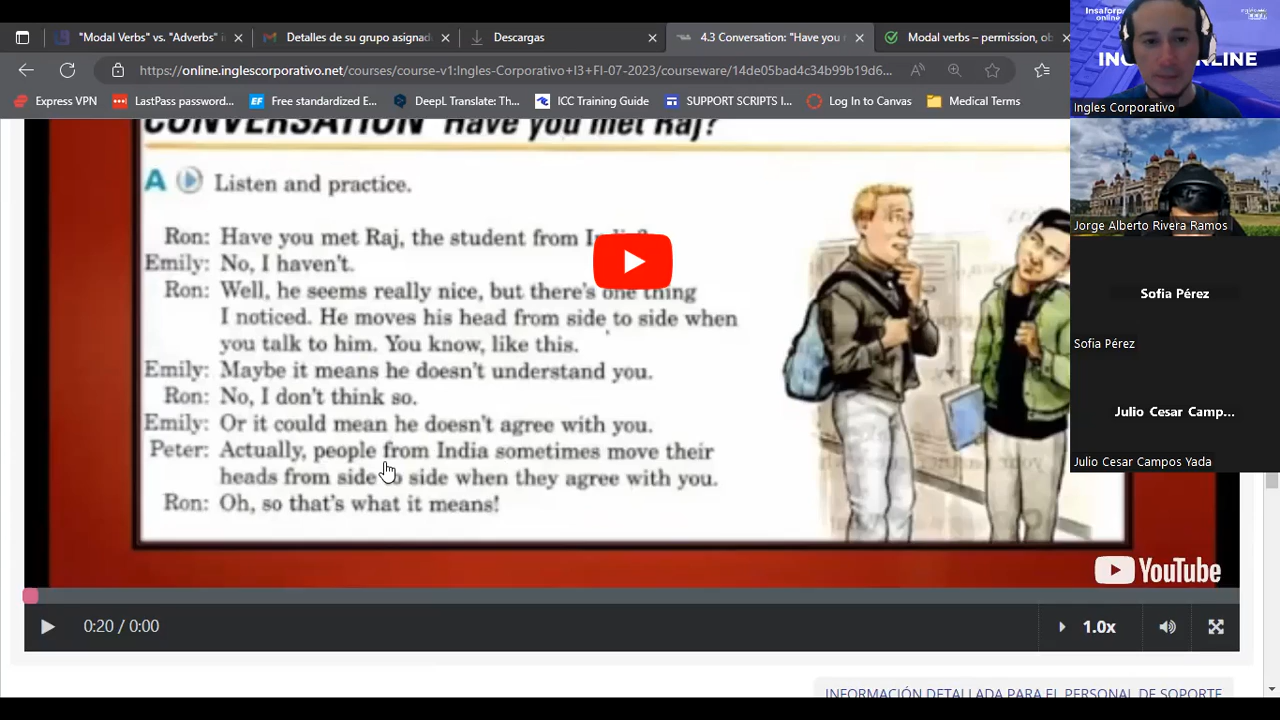 "Modal Verbs" vs. "Adverbs" i
Detalles de su grupo asignad
Descargas
4.3 Conversation: "Have you
Modal verbs – permission, ob
https://online.inglescorporativo.net/courses/course-v1:Ingles-Corporativo+I3+FI-07-2023/courseware/14de05bad4c34b99b19d6...
Express VPN
LastPass password...
EF Free standardized E...
DeepL Translate: Th...
ICC Training Guide
SUPPORT SCRIPTS I...
Log In to Canvas
Medical Terms
CONVERSATION Have you met Raj?
A Listen and practice.
Ron: Have you met Raj, the student from
Emily: No, I haven't.
Ron: Well, he seems really nice, but there's one thing
I noticed. He moves his head from side to side when
you talk to him. You know, like this.
Emily: Maybe it means he doesn't understand you.
Ron: No, I don't think so.
Emily: Or it could mean he doesn't agree with you.
Peter: Actually, people from India sometimes move their
heads from side to side when they agree with you.
Ron: Oh, so that's what it means!
YouTube
0:20 / 0:00
1.0x
INFORMACIÓN DETALLADA PARA EL PERSONAL DE SOPORTE
Insaforp
online
Ingles Corporativo
Jorge Alberto Rivera Ramos
Sofia Pérez
Sofia Pérez
Julio Cesar Camp...
Julio Cesar Campos Yada